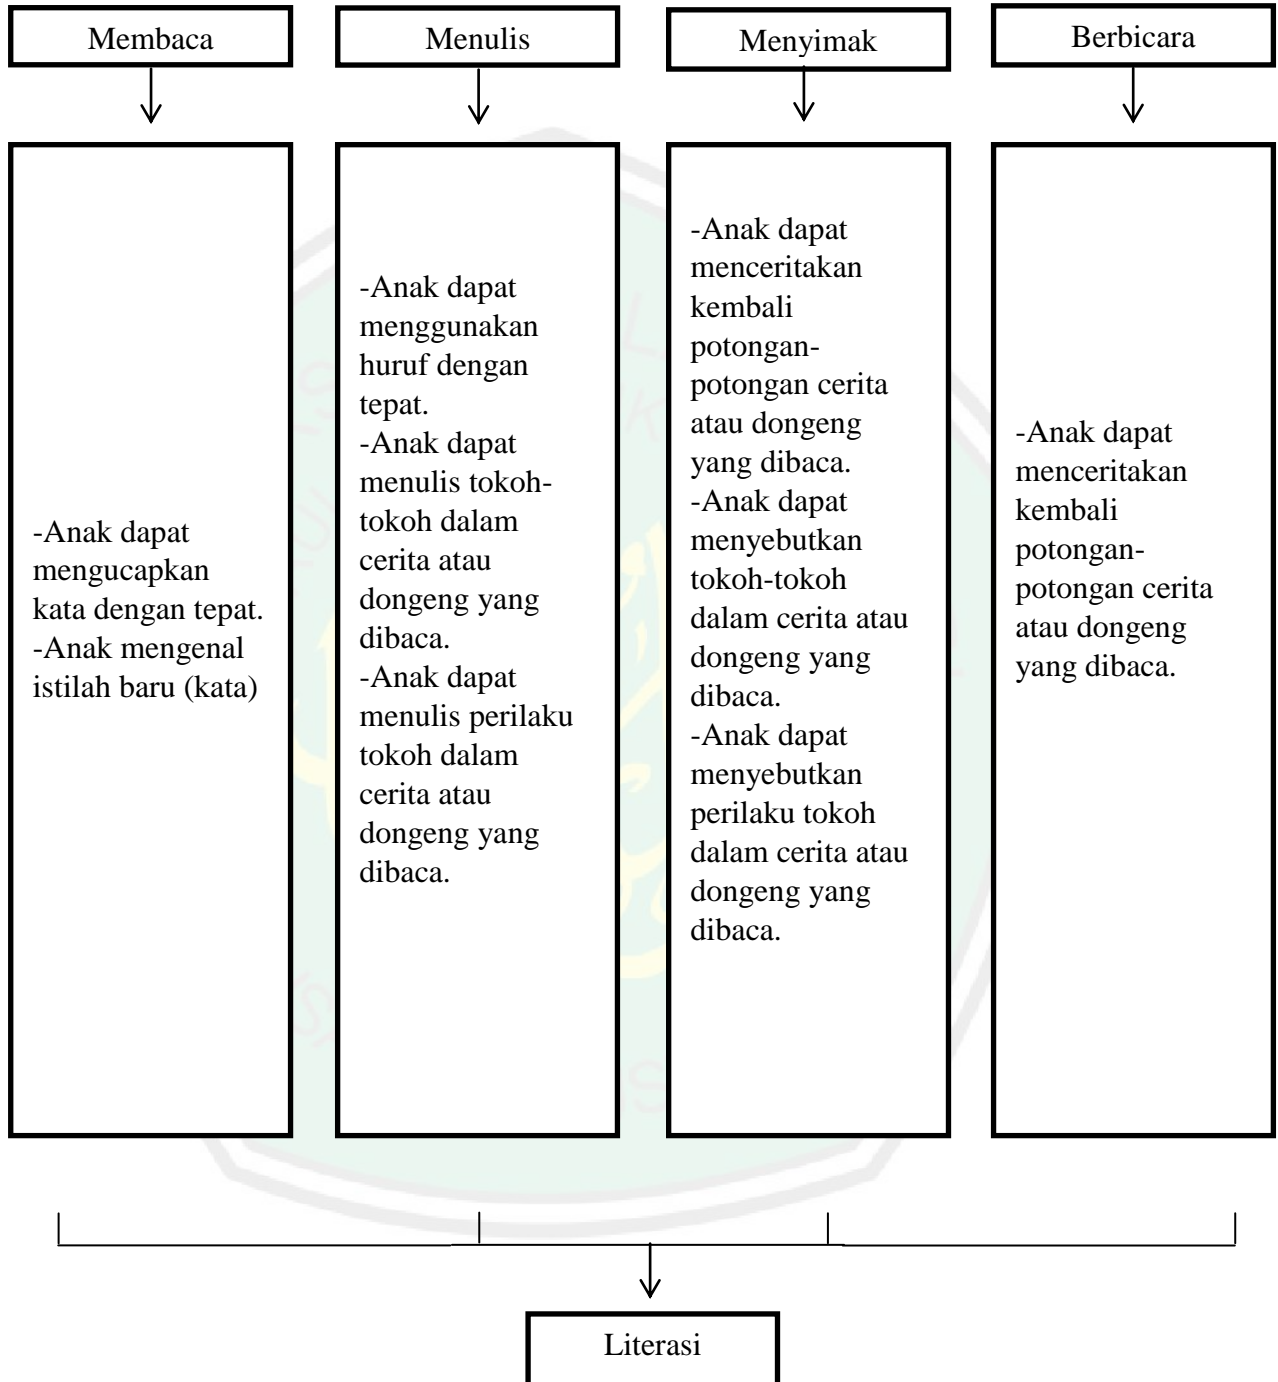 Membaca
Menulis
Menyimak
Berbicara
-Anak dapat
mengucapkan
kata dengan tepat.
-Anak mengenal
istilah baru (kata)
-Anak dapat
menggunakan
huruf dengan
tepat.
-Anak dapat
menulis tokoh-
tokoh dalam
cerita atau
dongeng yang
dibaca.
-Anak dapat
menulis perilaku
tokoh dalam
cerita atau
dongeng yang
dibaca.
-Anak dapat
menceritakan
kembali
potongan-
potongan cerita
atau dongeng
yang dibaca.
-Anak dapat
menyebutkan
tokoh-tokoh
dalam cerita atau
dongeng yang
dibaca.
-Anak dapat
menyebutkan
perilaku tokoh
dalam cerita atau
dongeng yang
dibaca.
-Anak dapat
menceritakan
kembali
potongan-
potongan cerita
atau dongeng
yang dibaca.
Literasi